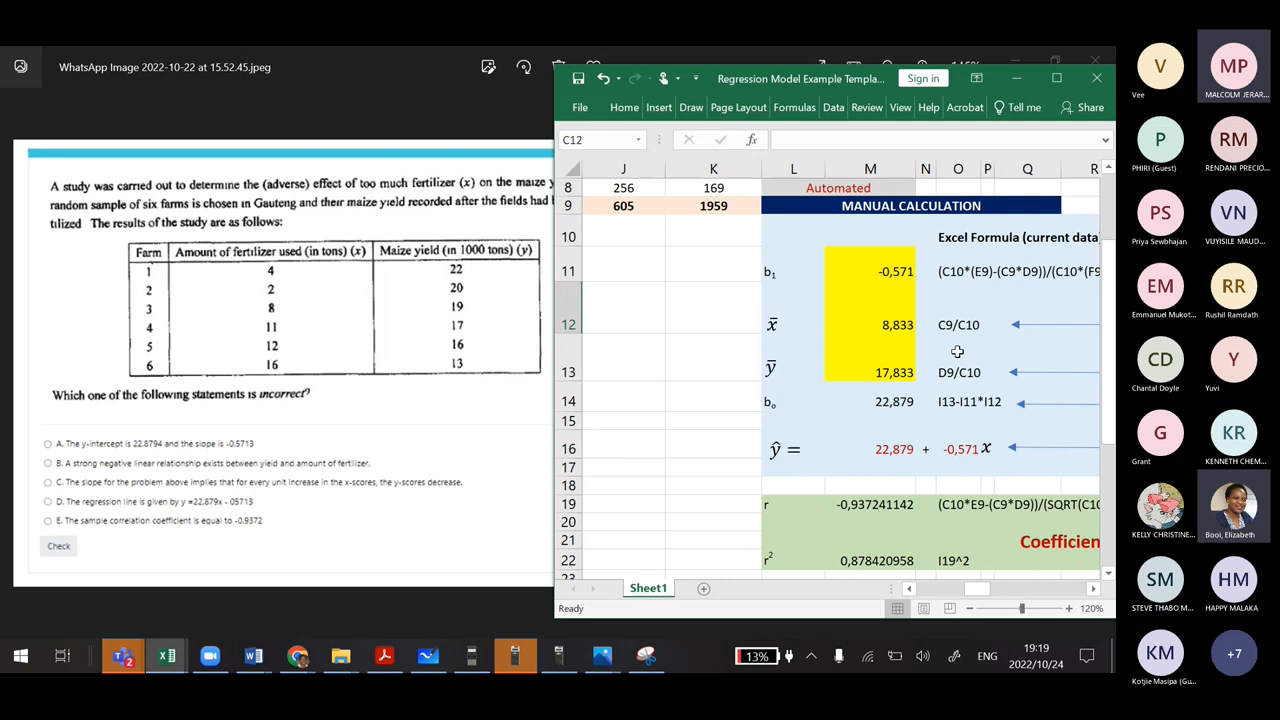 WhatsApp Image 2022-10-22 at 15.52.45.jpeg
A study was carried out to determine the (adverse) effect of too much fertilizer (x) on the maize y
random sample of six farms is chosen in Gauteng and their maize yield recorded after the fields had b
tilized The results of the study are as follows:
Farm Amount of fertilizer used (in tons) (x) Maize yield (in 1000 tons) (y)
1 4 22
2 2 20
3 8 19
4 11 17
5 12 16
6 16 13
Which one of the following statements is incorrect?
A. The y-intercept is 22.8794 and the slope is -0.5713
B. A strong negative linear relationship exists between yield and amount of fertilizer.
C. The slope for the problem above implies that for every unit increase in the x-scores, the y-scores decrease.
D. The regression line is given by y =22.879x - 05713
E. The sample correlation coefficient is equal to -0.9372
Check
Regression Model Example Templa...
Sign in
File Home Insert Draw Page Layout Formulas Data Review View Help Acrobat Tell me Share
C12 fx
J K L M N O P Q R
8 256 169 Automated
9 605 1959 MANUAL CALCULATION
10 Excel Formula (current data
11 b1 -0,571 (C10*(E9)-(C9*D9))/(C10*(F9
12 x̄ 8,833 C9/C10
13 ȳ 17,833 D9/C10
14 bo 22,879 I13-I11*I12
15
16 ŷ = 22,879 + -0,571 x
17
18
19 r -0,937241142 (C10*E9-(C9*D9))/(SQRT(C10
20
21 Coefficien
22 r2 0,878420958 I19^2
23
Sheet1
Ready 120%
13% ENG 19:19
2022/10/24
V MP
Vee MALCOLM JERAR...
P RM
PHIRI (Guest) RENDANI PRECIO...
PS VN
Priya Sewbhajan VUYISILE MAUD...
EM RR
Emmanuel Mukot... Rushil Ramdath
CD Y
Chantal Doyle Yuvi
G KR
Grant KENNETH CHEM...
KELLY CHRISTINE... Booi, Elizabeth
SM HM
STEVE THABO M... HAPPY MALAKA
KM +7
Kotjie Masipa (Gu...